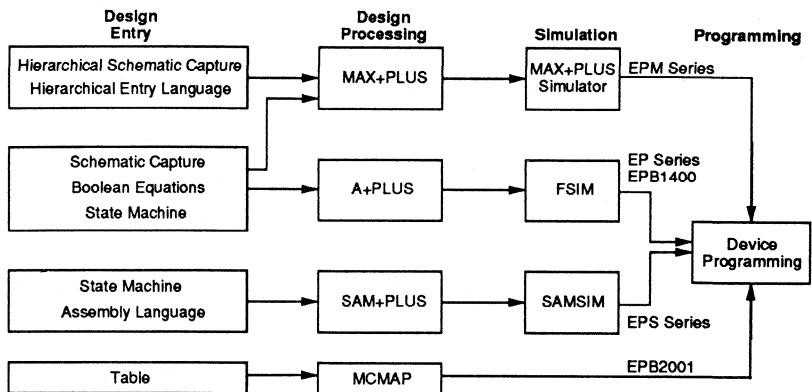 Design
Entry
Design
Processing
Simulation
Programming
Hierarchical Schematic Capture
Hierarchical Entry Language
MAX+PLUS
MAX+PLUS
Simulator
EPM Series
Schematic Capture
Boolean Equations
State Machine
A+PLUS
FSIM
EP Series
EPB1400
Device
Programming
State Machine
Assembly Language
SAM+PLUS
SAMSIM
EPS Series
Table
MCMAP
EPB2001